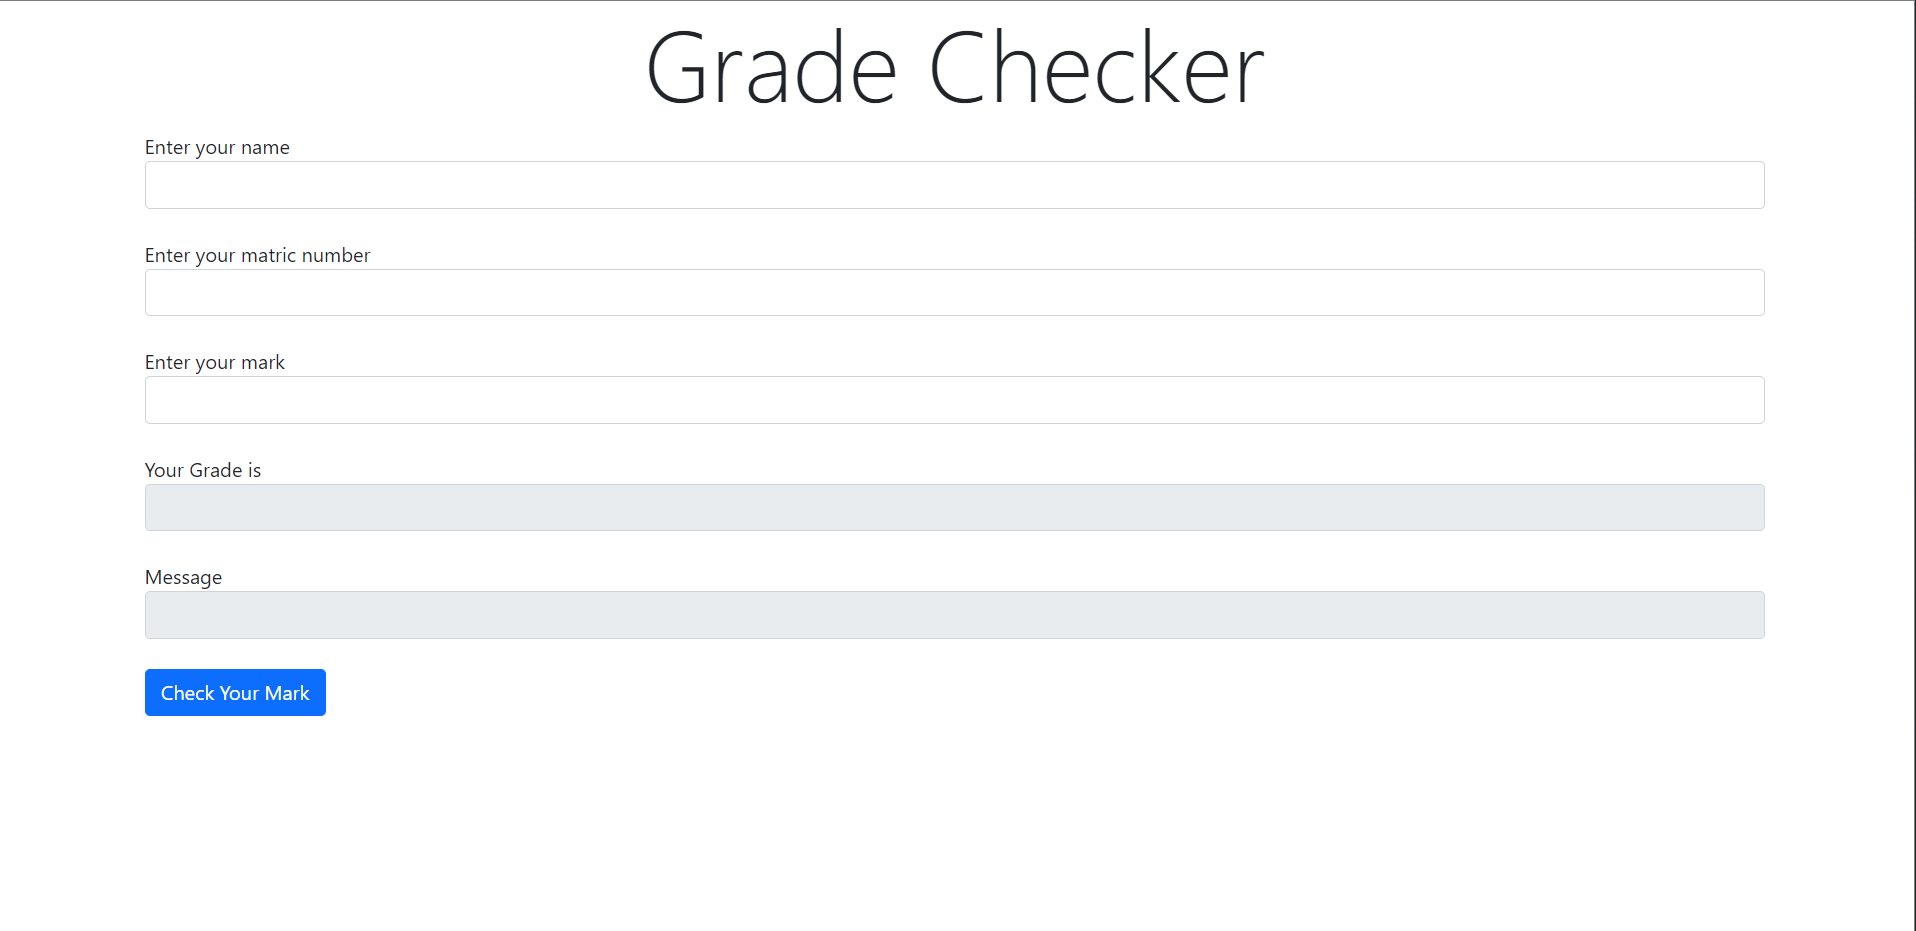 Grade Checker
Enter your name
Enter your matric number
Enter your mark
Your Grade is
Message
Check Your Mark